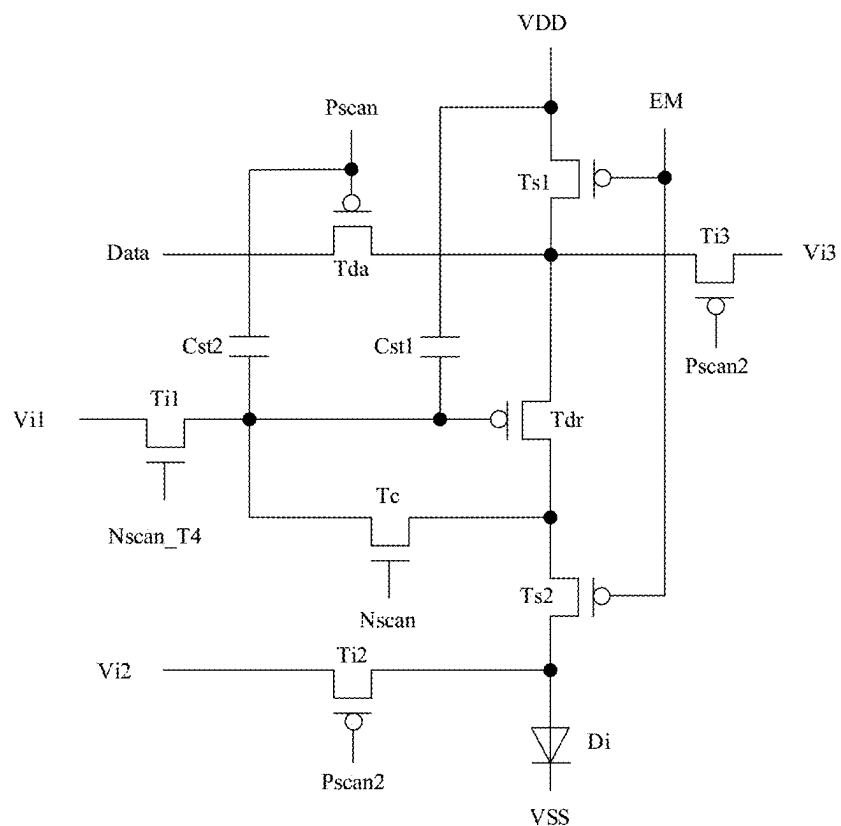 VDD
Pscan
EM
Ts1
Ti3
Data
Tda
Vi3
Cst2
Cst1
Pscan2
Ti1
Vi1
Tdr
Tc
Nscan_T4
Ts2
Nscan
Ti2
Vi2
Di
Pscan2
VSS